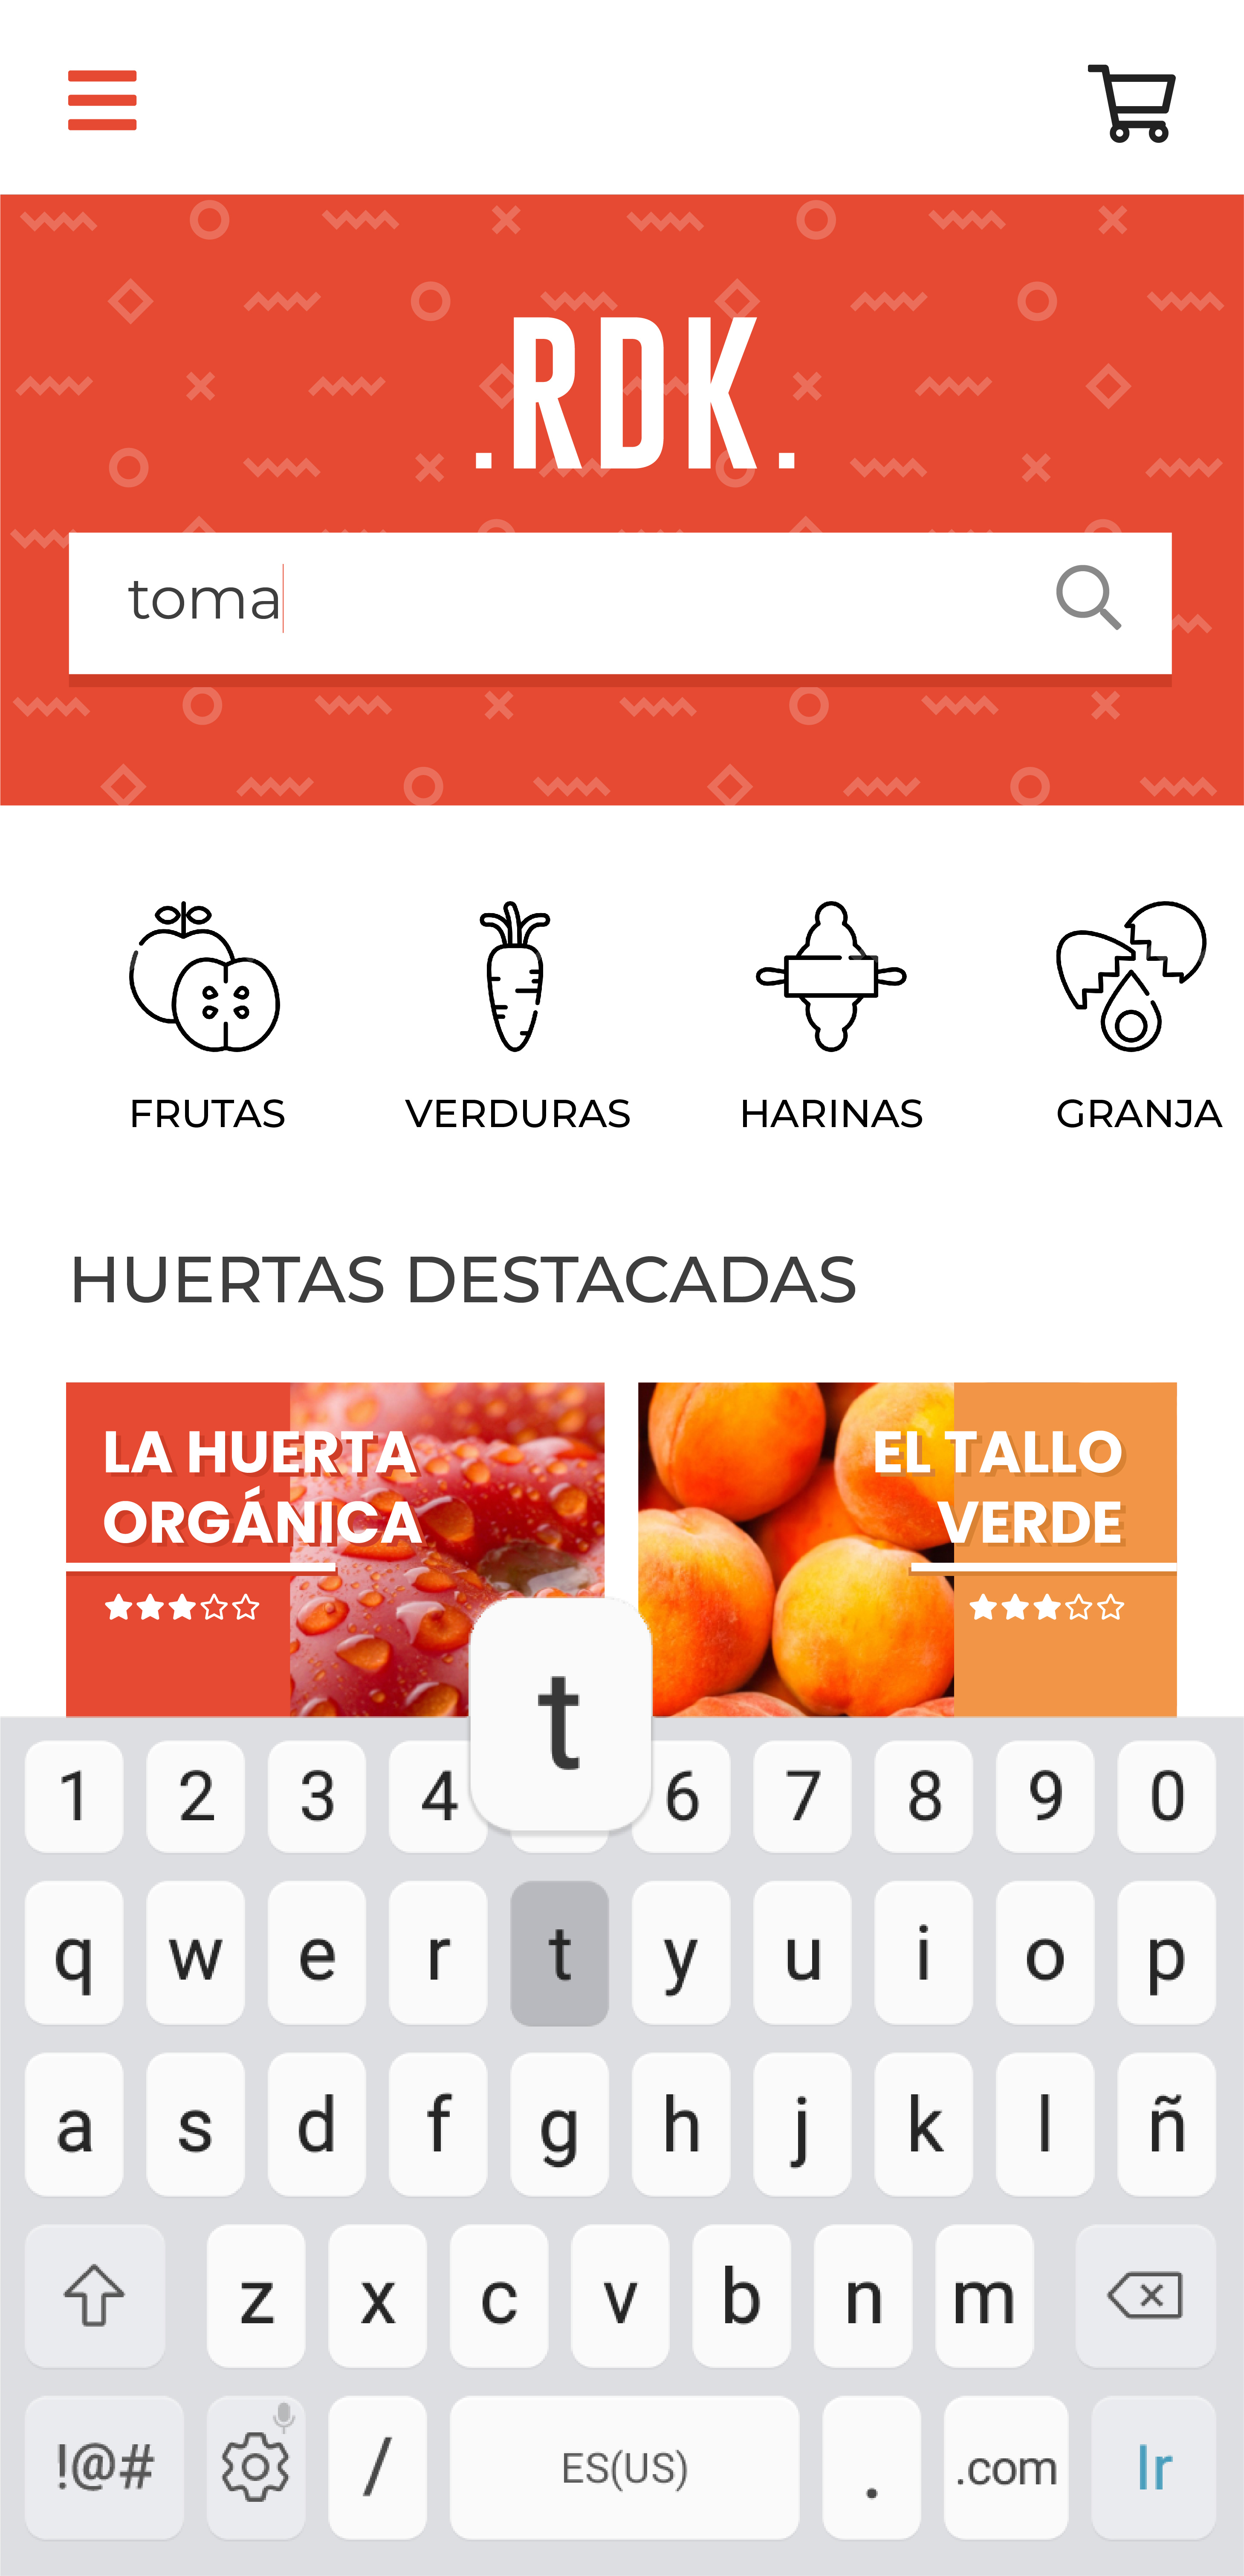 .RDK.
toma
FRUTAS VERDURAS HARINAS GRANJA
HUERTAS DESTACADAS
LA HUERTA
ORGÁNICA
EL TALLO
VERDE
t
1 2 3 4 6 7 8 9 0
q w e r t y u i o p
a s d f g h j k l ñ
z x c v b n m
!@# / ES(US) . .com Ir